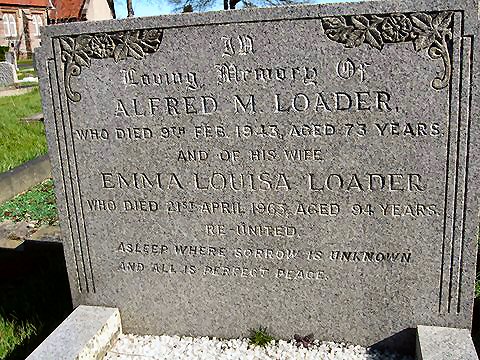 IN
Loving Memory Of
ALFRED M. LOADER.
WHO DIED 9TH FEB. 1943, AGED 73 YEARS.
AND OF HIS WIFE
EMMA LOUISA LOADER
WHO DIED 21ST APRIL 1963, AGED 94 YEARS.
RE-UNITED.
ASLEEP WHERE SORROW IS UNKNOWN
AND ALL IS PERFECT PEACE.